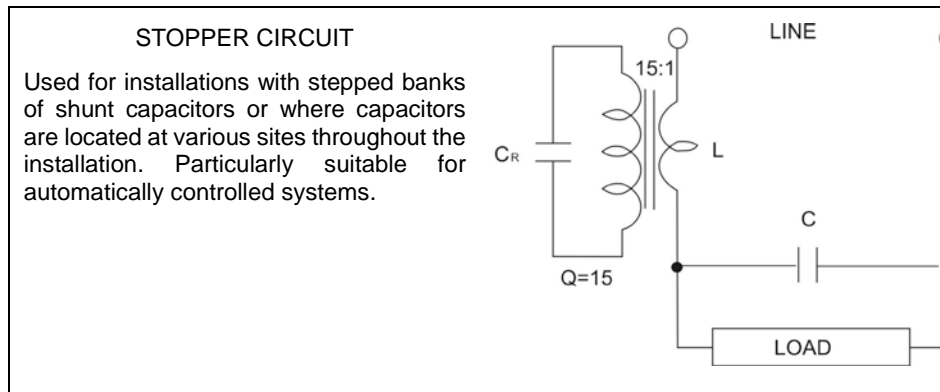 STOPPER CIRCUIT
Used for installations with stepped banks
of shunt capacitors or where capacitors
are located at various sites throughout the
installation. Particularly suitable for
automatically controlled systems.
LINE
15:1
CR
L
C
Q=15
LOAD